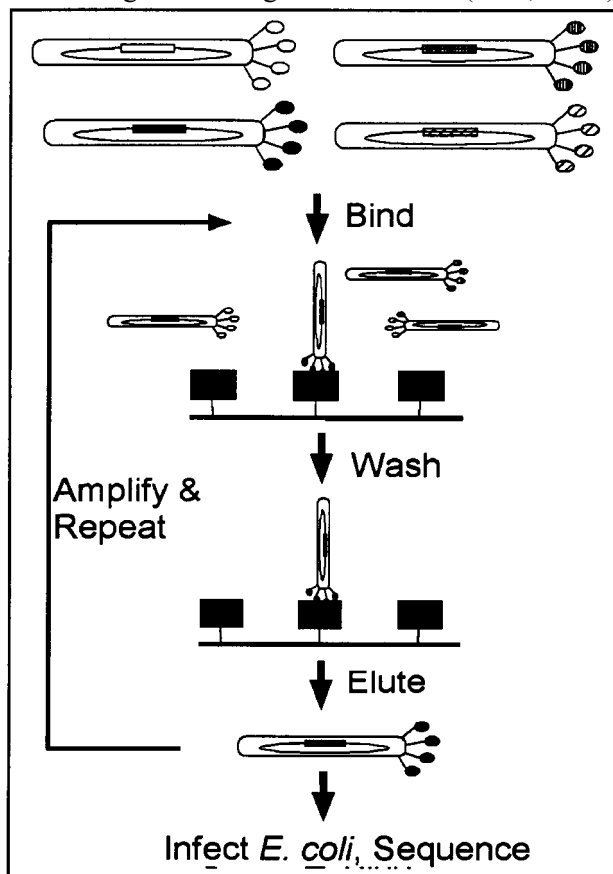 Bind
Wash
Amplify &
Repeat
Elute
Infect E. coli, Sequence